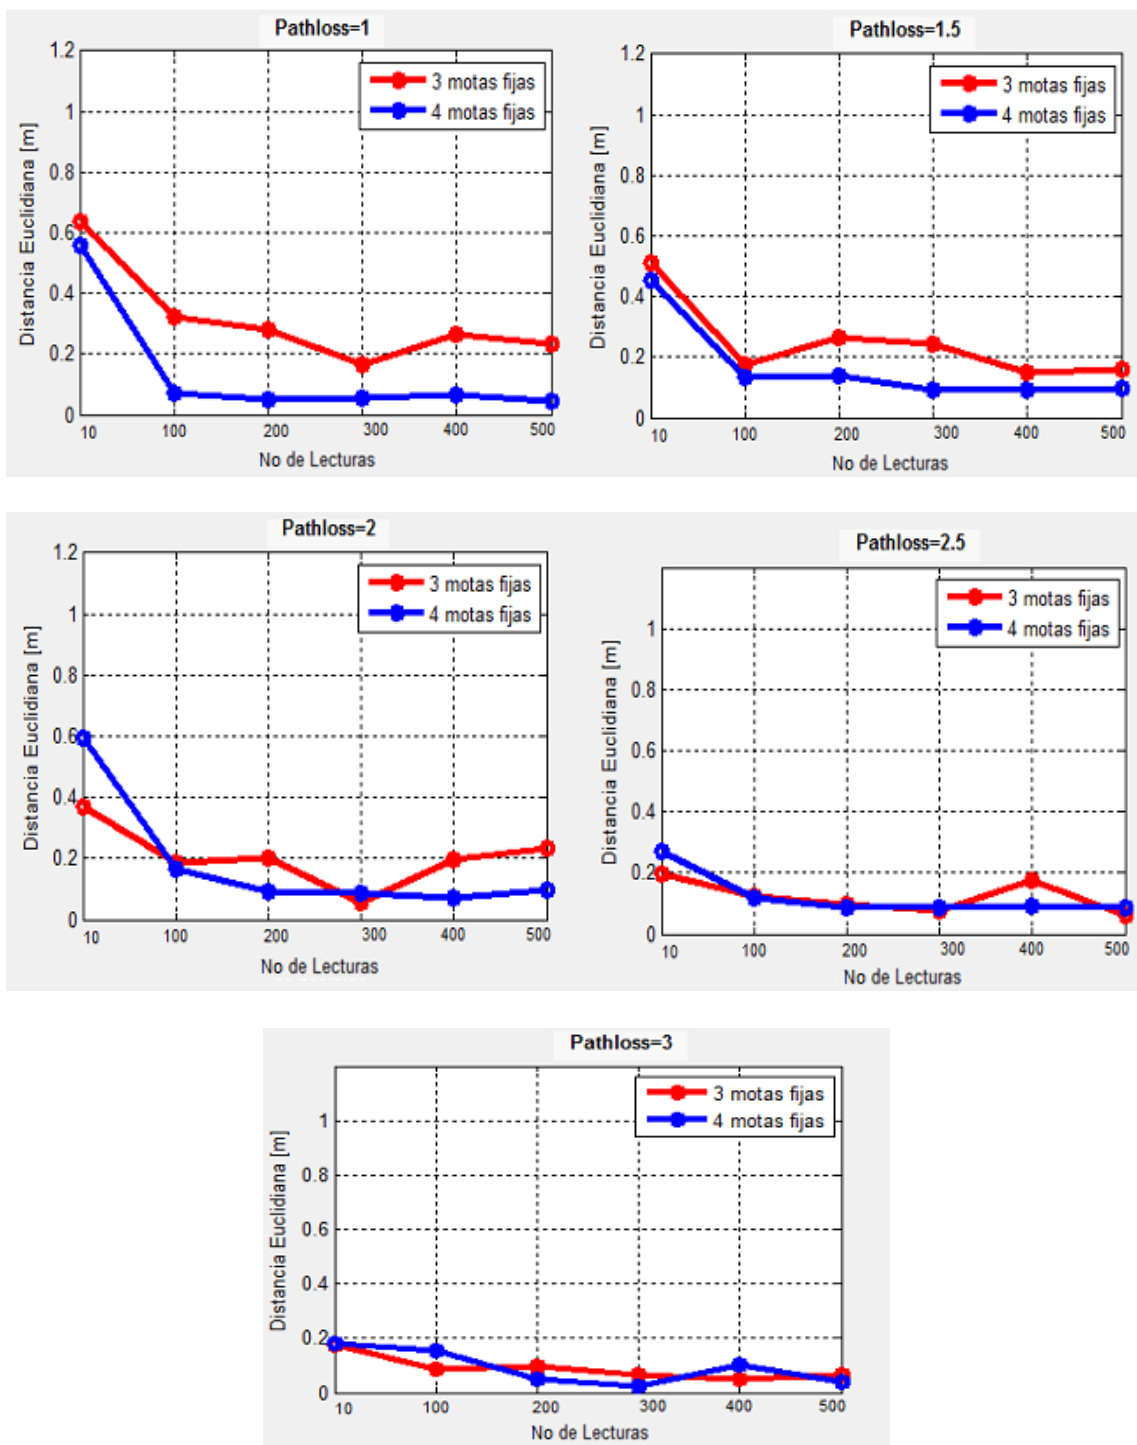 Pathloss=1
1.2
1
0.8
0.6
0.4
0.2
0
Distancia Euclidiana [m]
3 motas fijas
4 motas fijas
10 100 200 300 400 500
No de Lecturas
Pathloss=1.5
1.2
1
0.8
0.6
0.4
0.2
0
Distancia Euclidiana [m]
3 motas fijas
4 motas fijas
10 100 200 300 400 500
No de Lecturas
Pathloss=2
1.2
1
0.8
0.6
0.4
0.2
0
Distancia Euclidiana [m]
3 motas fijas
4 motas fijas
10 100 200 300 400 500
No de Lecturas
Pathloss=2.5
1
0.8
0.6
0.4
0.2
0
Distancia Euclidiana [m]
3 motas fijas
4 motas fijas
10 100 200 300 400 500
No de Lecturas
Pathloss=3
1
0.8
0.6
0.4
0.2
0
Distancia Euclidiana [m]
3 motas fijas
4 motas fijas
10 100 200 300 400 500
No de Lecturas